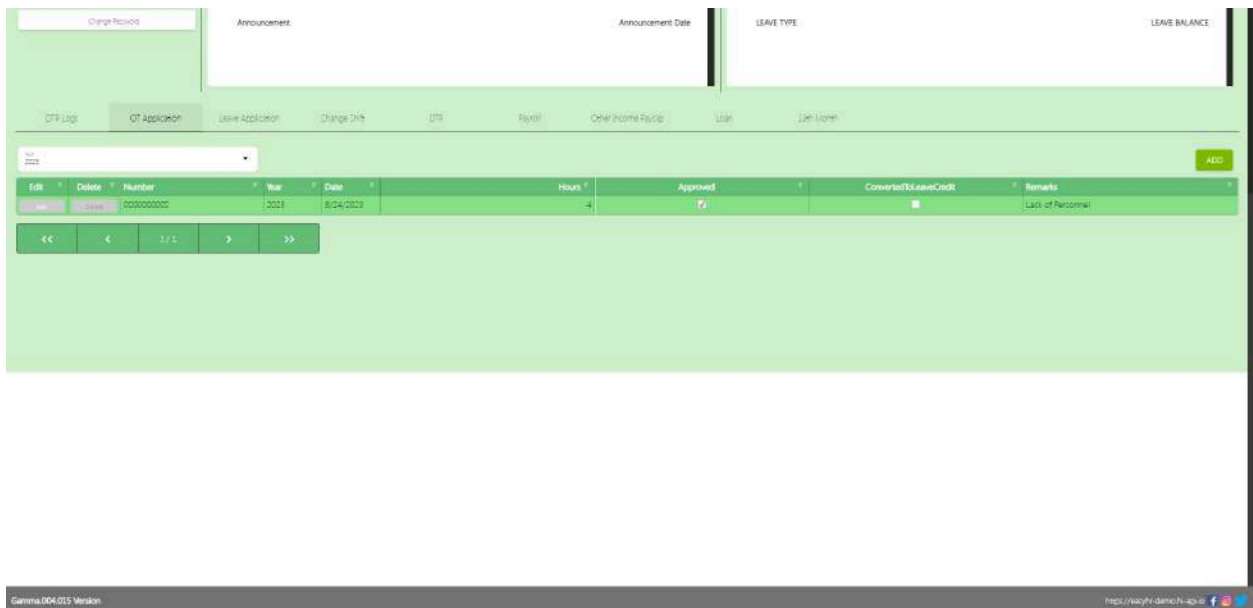 Change Password
Announcement Announcement Date LEAVE TYPE LEAVE BALANCE
DTR Logs OT Application Leave Application Change Shift DTR Payroll Other Income Payslip Loan 13th Month
2023
ADD
Edit Delete Number Year Date Hours Approved ConvertedToLeaveCredit Remarks
Edit Delete 2023 8/24/2023 4 Lack of Personnel
<< < 1 / 1 > >>
Gamma.004.015 Version